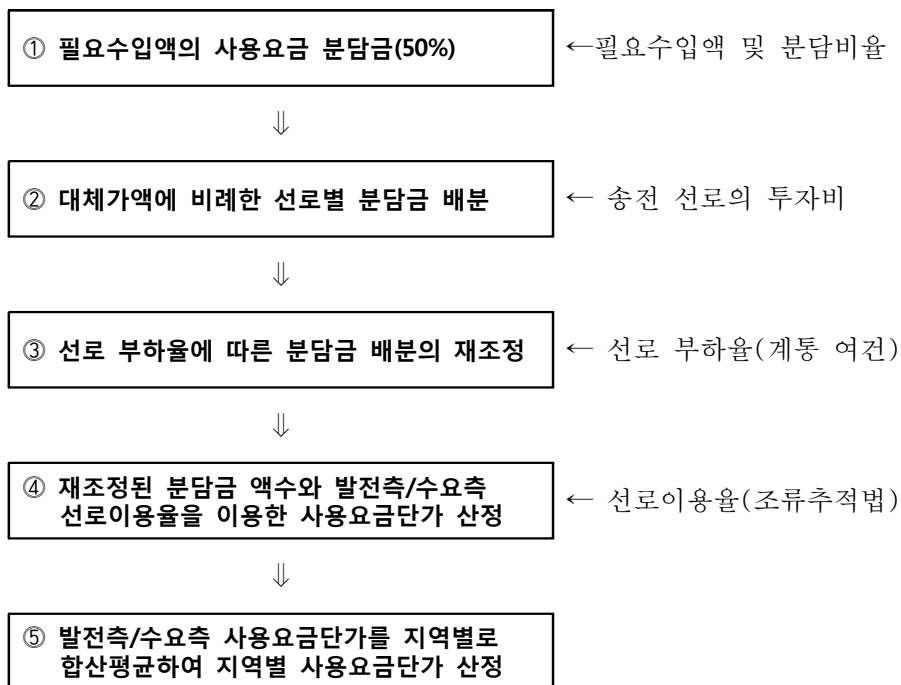 ① 필요수입액의 사용요금 분담금(50%) ←필요수입액 및 분담비율
⇓
② 대체가액에 비례한 선로별 분담금 배분 ← 송전 선로의 투자비
⇓
③ 선로 부하율에 따른 분담금 배분의 재조정 ← 선로 부하율(계통 여건)
⇓
④ 재조정된 분담금 액수와 발전측/수요측
선로이용율을 이용한 사용요금단가 산정 ← 선로이용율(조류추적법)
⇓
⑤ 발전측/수요측 사용요금단가를 지역별로
합산평균하여 지역별 사용요금단가 산정